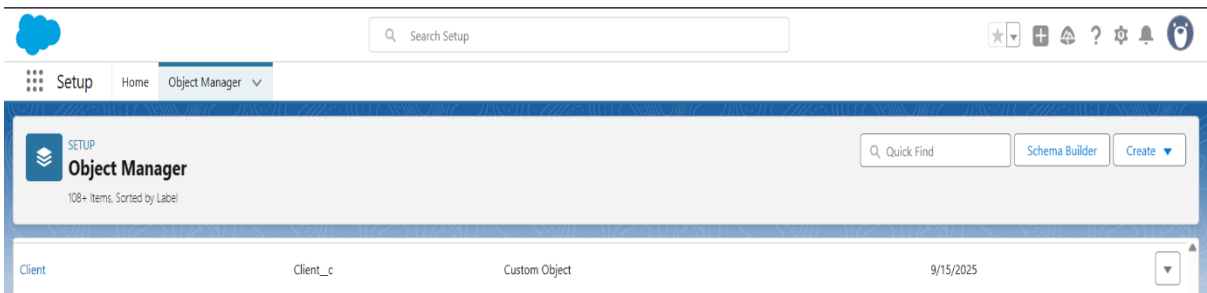 Search Setup
Setup Home Object Manager
SETUP
Object Manager
108+ Items, Sorted by Label
Quick Find
Schema Builder
Create
Client Client__c Custom Object 9/15/2025